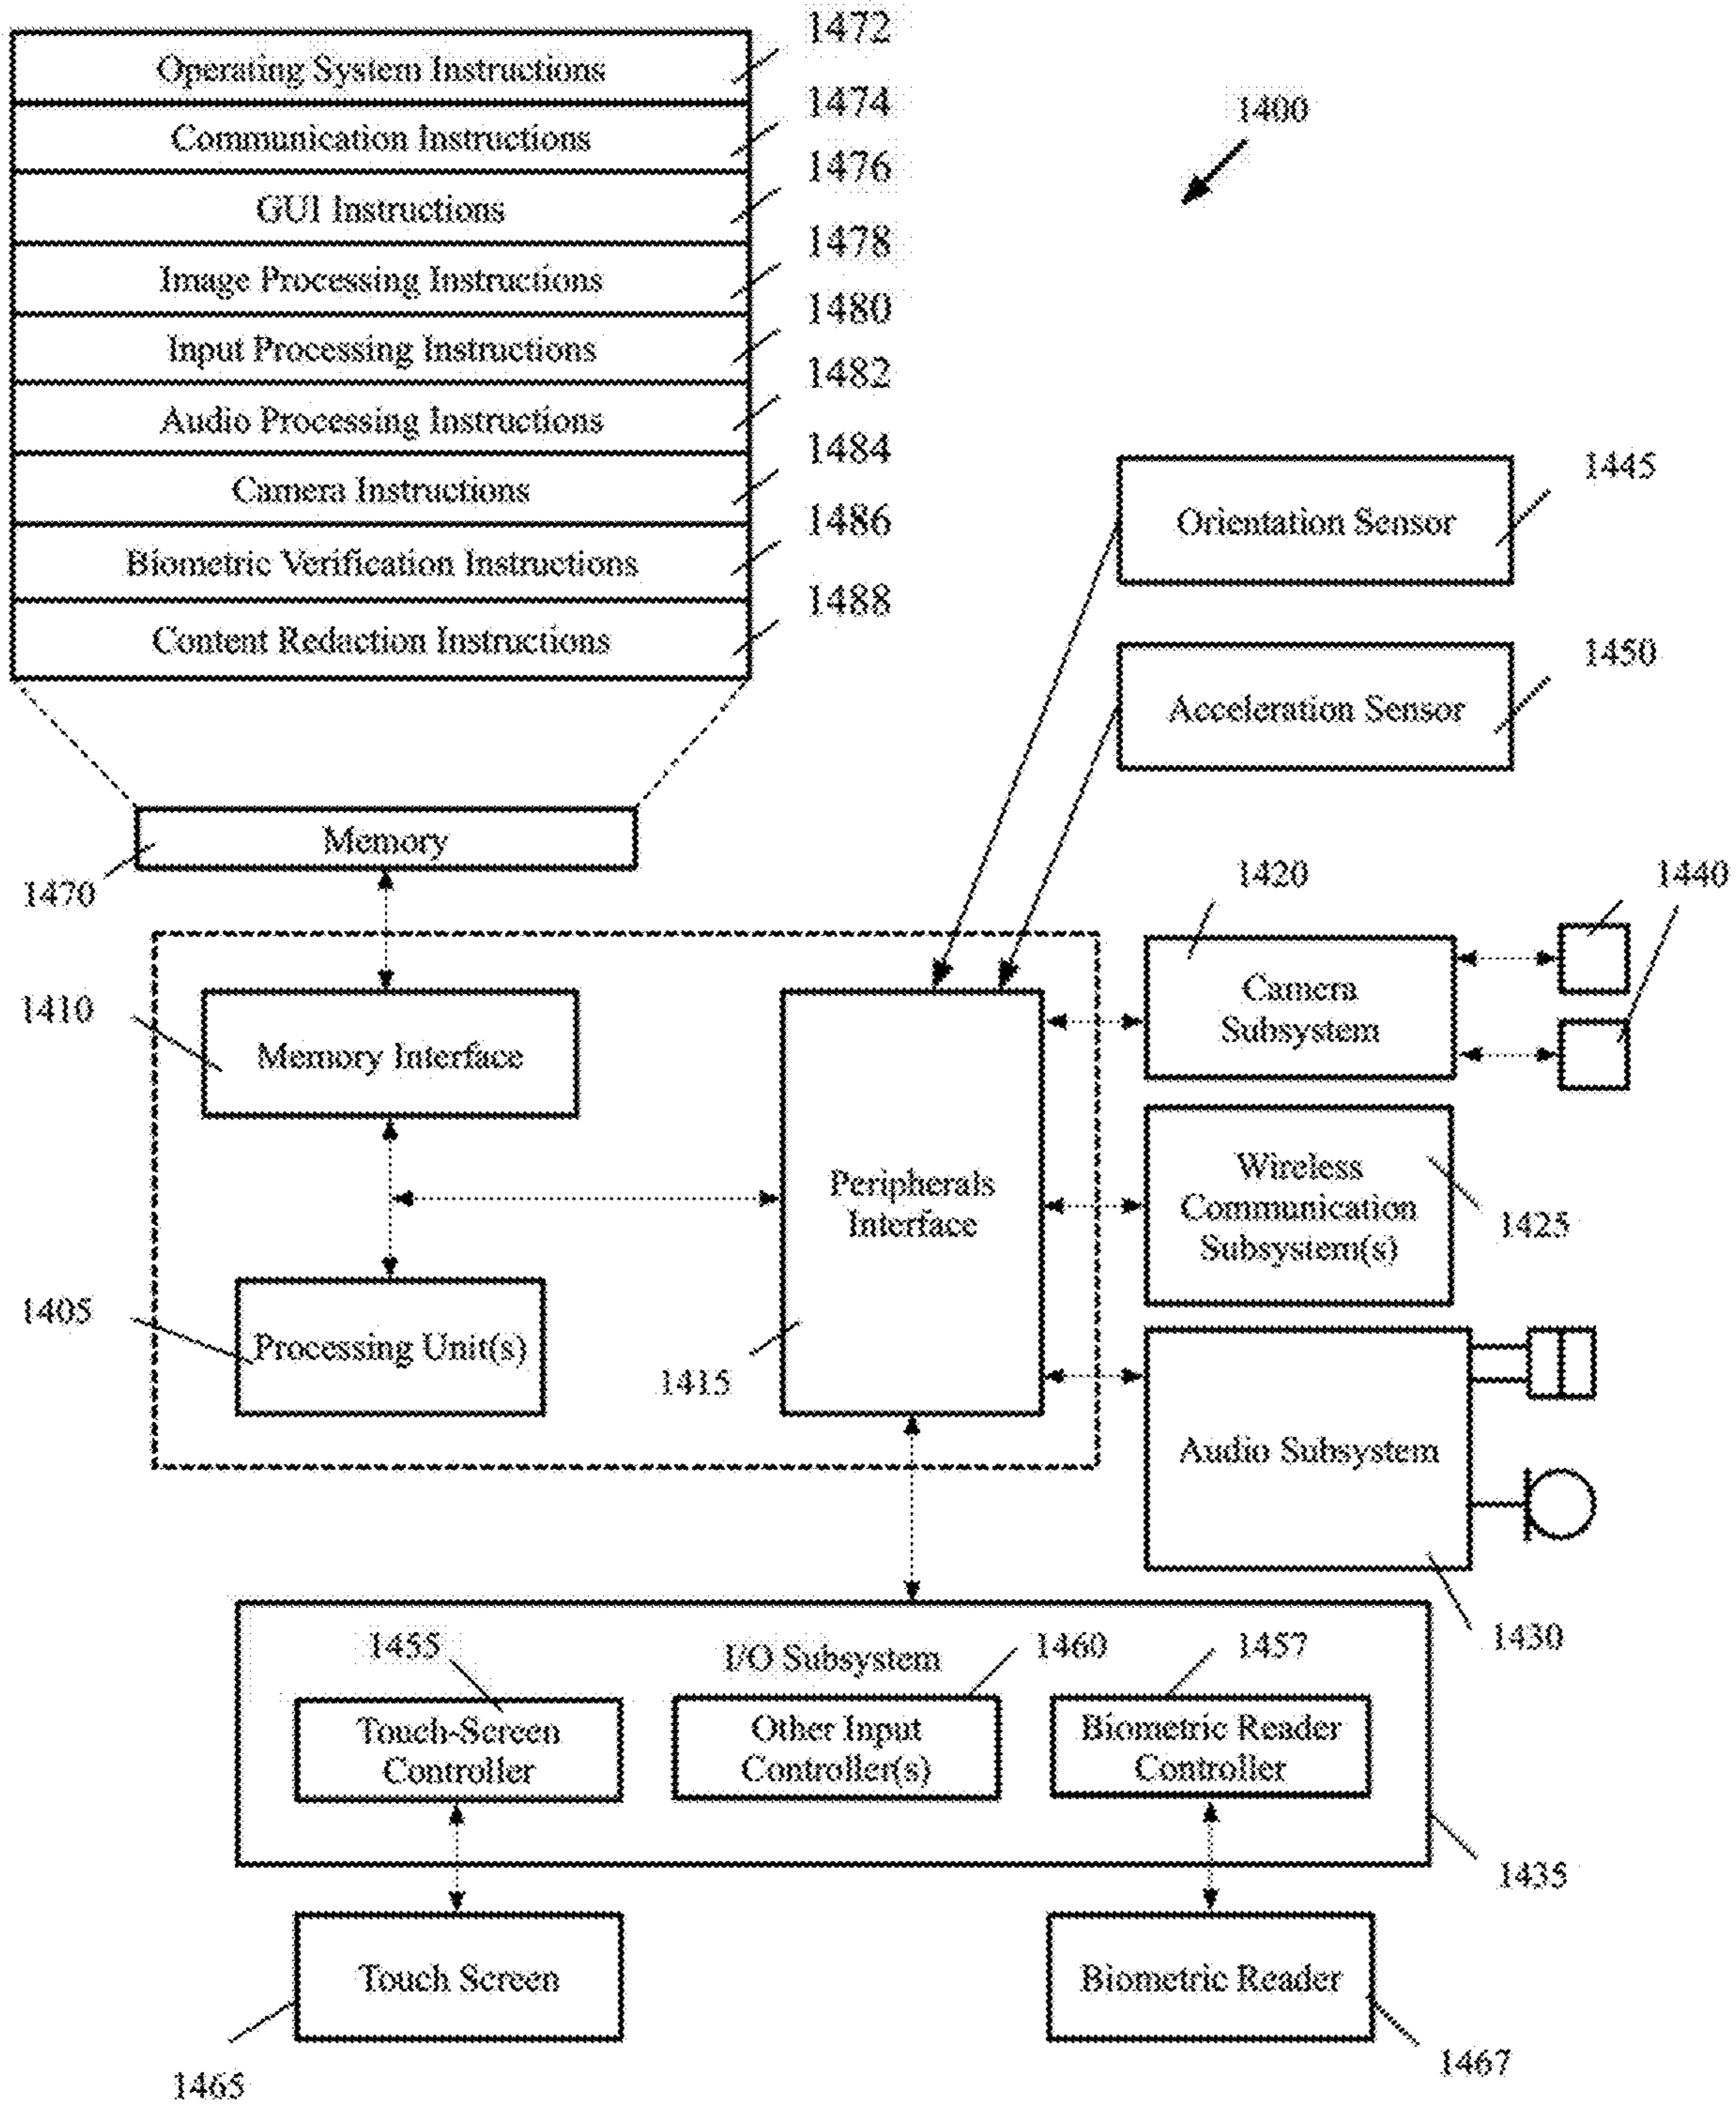 1472
Operating System Instructions
1474
Communication Instructions
1476
GUI Instructions
1478
Image Processing Instructions
1480
Input Processing Instructions
1482
Audio Processing Instructions
1484
Camera Instructions
1486
Biometric Verification Instructions
1488
Content Redaction Instructions
1400
1445
Orientation Sensor
1450
Acceleration Sensor
Memory
1470
1420
1440
1410
Memory Interface
Camera
Subsystem
Peripherals
Interface
Wireless
Communication
Subsystem(s)
1425
1405
Processing Unit(s)
1415
Audio Subsystem
1430
1455
I/O Subsystem
1460
1457
Touch-Screen
Controller
Other Input
Controller(s)
Biometric Reader
Controller
1435
Touch Screen
Biometric Reader
1465
1467